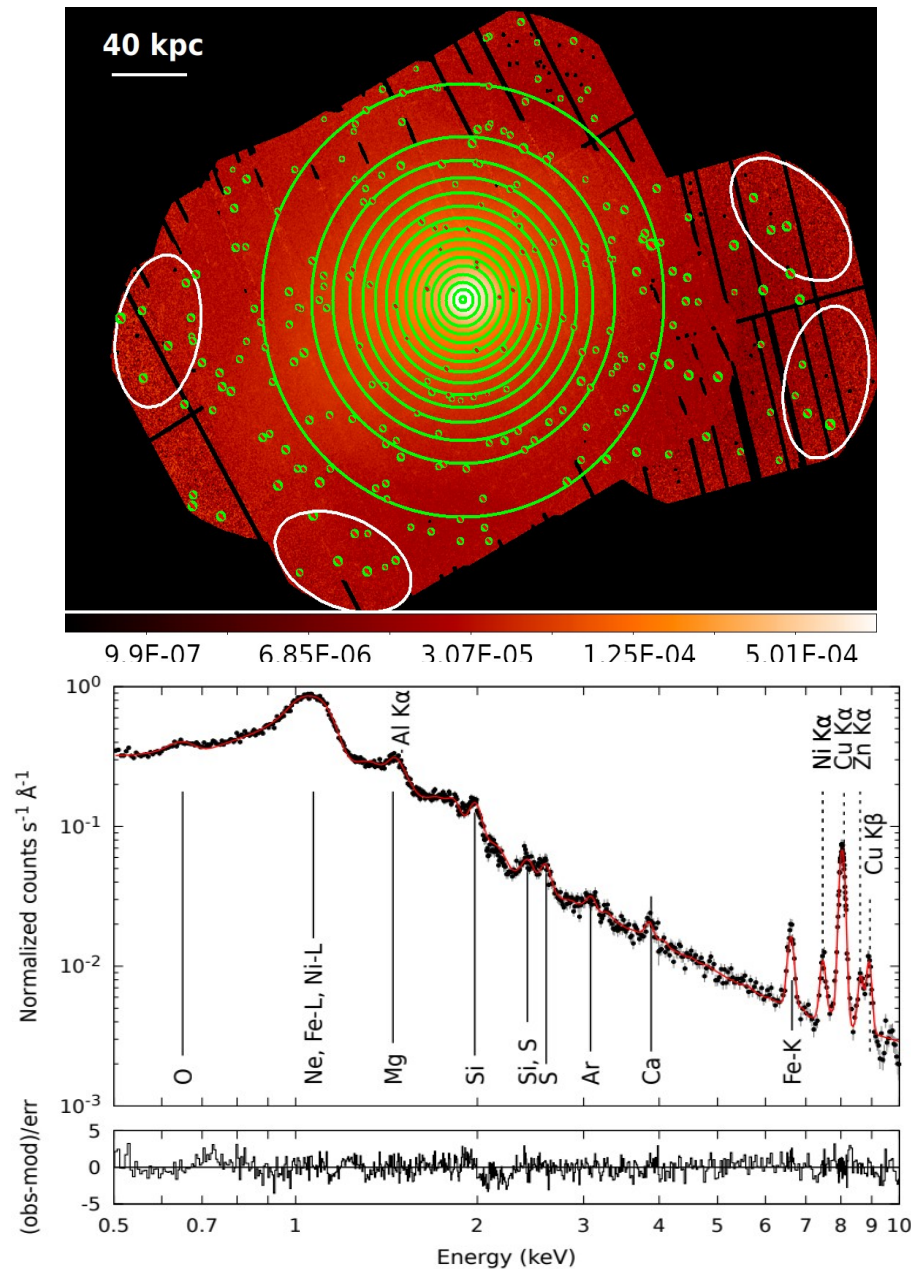 40 kpc
9.9E-07 6.85E-06 3.07E-05 1.25E-04 5.01E-04
Normalized counts s⁻¹ Å⁻¹
10⁰
10⁻¹
10⁻²
10⁻³
Al Kα
Ni Kα
Cu Kα
Zn Kα
Cu Kβ
O
Ne, Fe-L, Ni-L
Mg
Si
Si, S
S
Ar
Ca
Fe-K
(obs-mod)/err
5
0
-5
0.5 0.7 1 2 3 4 5 6 7 8 9 10
Energy (keV)